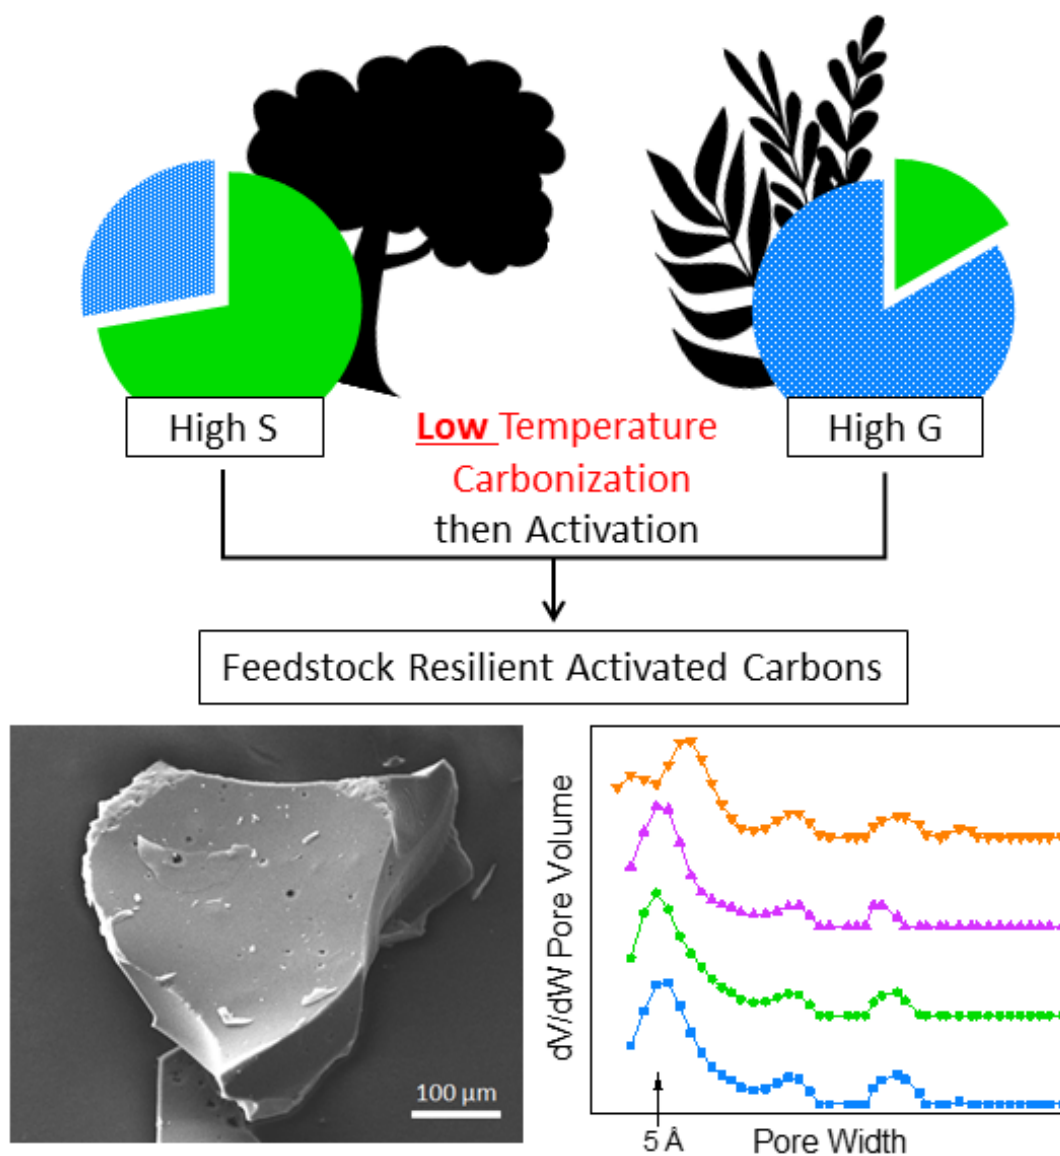 High S
High G
Low Temperature
Carbonization
then Activation
Feedstock Resilient Activated Carbons
100 µm
dV/dW Pore Volume
5 Å
Pore Width